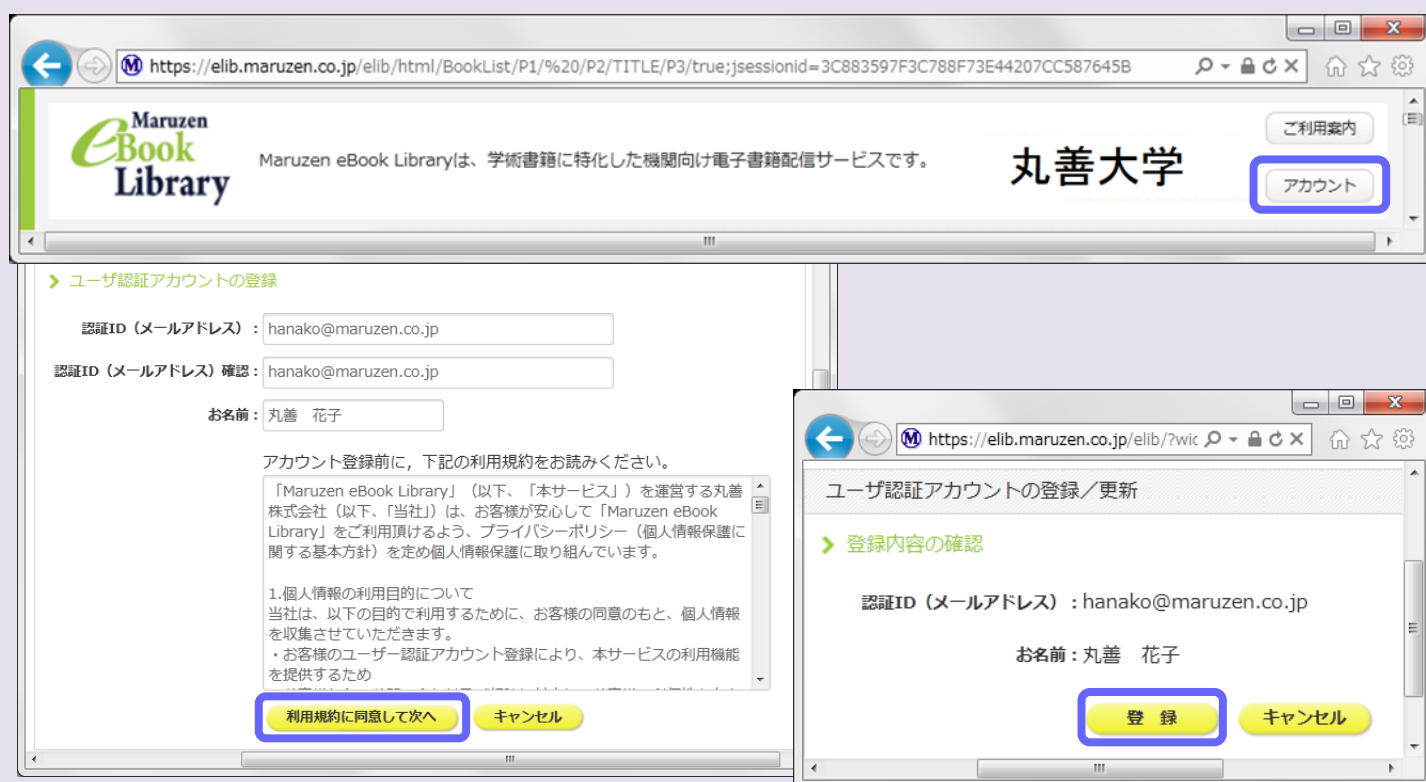 https://elib.maruzen.co.jp/elib/html/BookList/P1/%20/P2/TITLE/P3/true;jsessionid=3C883597F3C788F73E44207CC587645B
Maruzen
eBook
Library
Maruzen eBook Libraryは、学術書籍に特化した機関向け電子書籍配信サービスです。
丸善大学
ご利用案内
アカウント
ユーザ認証アカウントの登録
認証ID（メールアドレス）：hanako@maruzen.co.jp
認証ID（メールアドレス）確認：hanako@maruzen.co.jp
お名前：丸善　花子
アカウント登録前に，下記の利用規約をお読みください。
「Maruzen eBook Library」（以下、「本サービス」）を運営する丸善
株式会社（以下、「当社」）は、お客様が安心して「Maruzen eBook
Library」をご利用頂けるよう、プライバシーポリシー（個人情報保護に
関する基本方針）を定め個人情報保護に取り組んでいます。
1.個人情報の利用目的について
当社は、以下の目的で利用するために、お客様の同意のもと、個人情報
を収集させていただきます。
・お客様のユーザー認証アカウント登録により、本サービスの利用機能
を提供するため
利用規約に同意して次へ
キャンセル
https://elib.maruzen.co.jp/elib/?wic
ユーザ認証アカウントの登録／更新
登録内容の確認
認証ID（メールアドレス）：hanako@maruzen.co.jp
お名前：丸善　花子
登 録
キャンセル